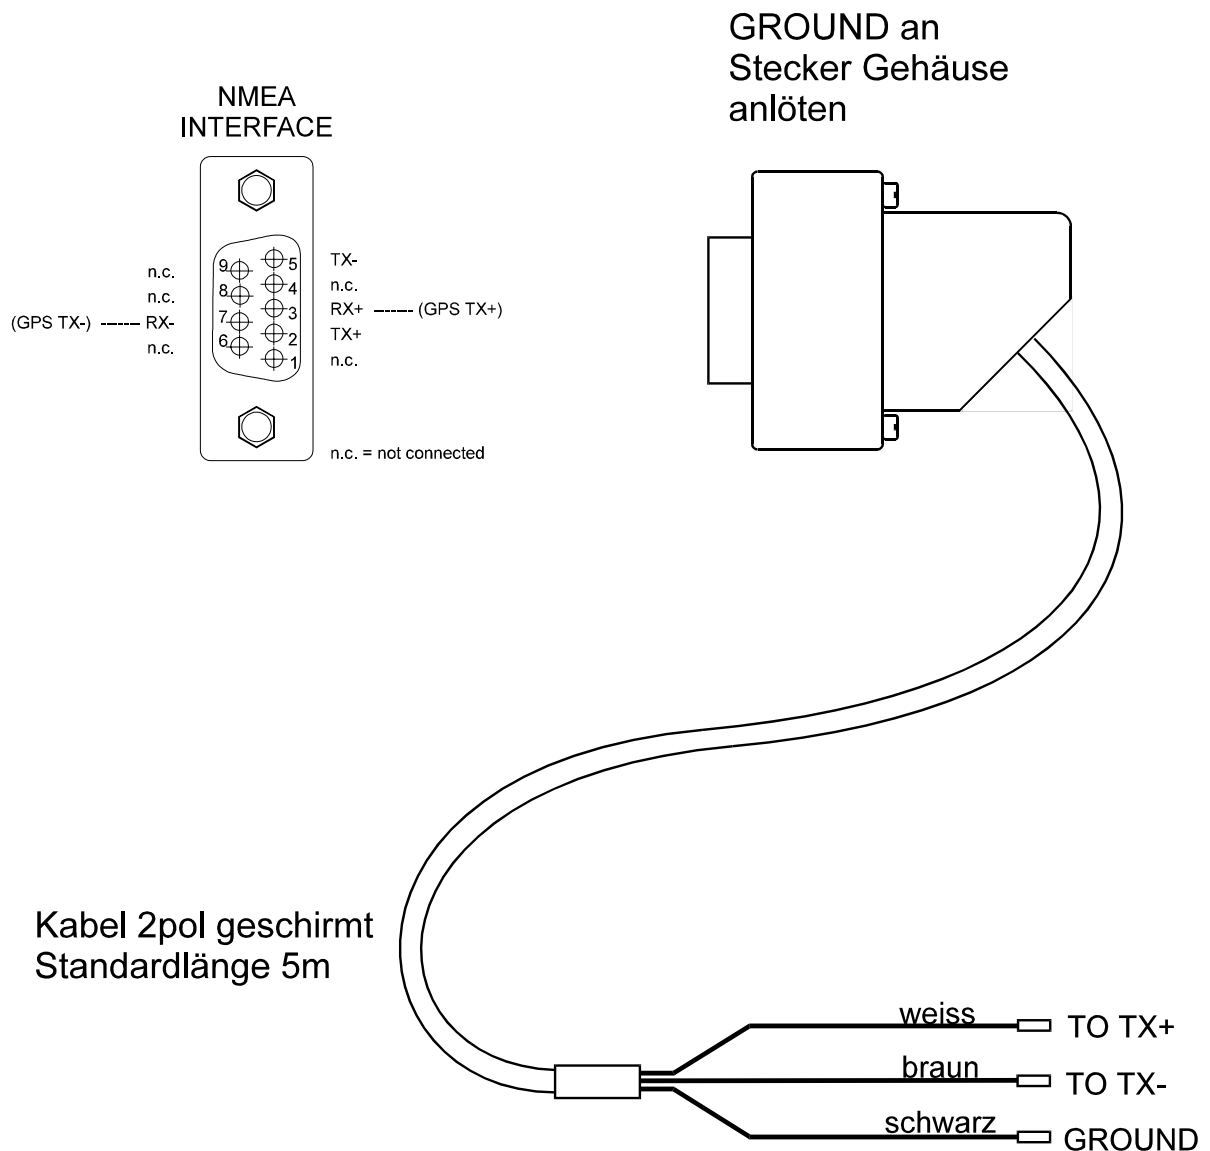 GROUND an
Stecker Gehäuse
anlöten
NMEA
INTERFACE
9 5 TX-
n.c. 8 4 n.c.
n.c. 7 3 RX+ ------ (GPS TX+)
(GPS TX-) ------ RX- 6 2 TX+
n.c. 1 n.c.
n.c. = not connected
Kabel 2pol geschirmt
Standardlänge 5m
weiss TO TX+
braun TO TX-
schwarz GROUND